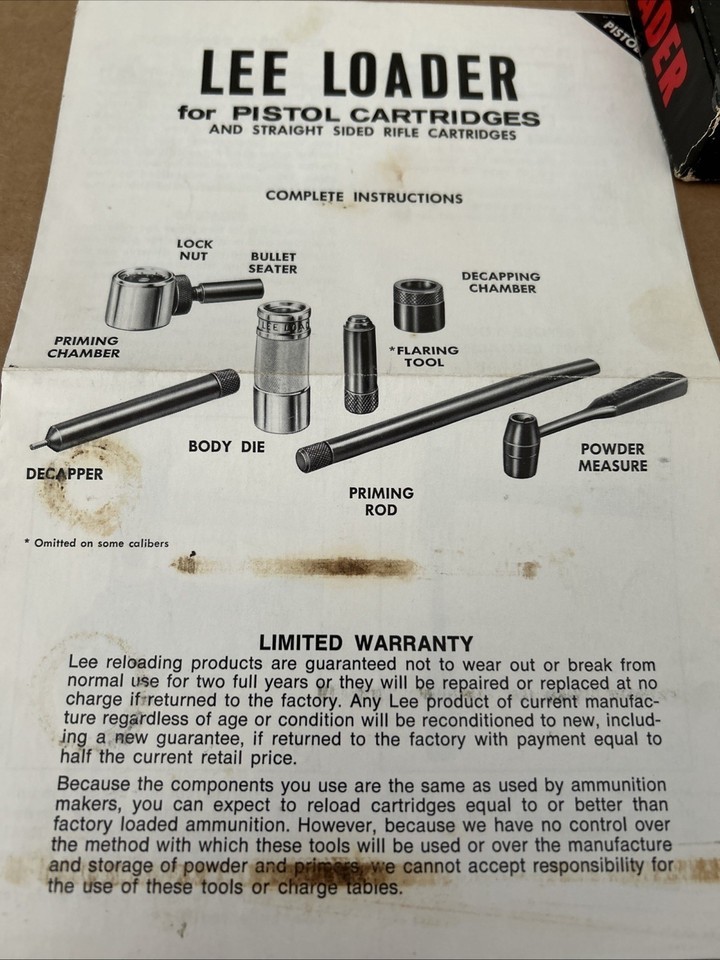 LEE LOADER
for PISTOL CARTRIDGES
AND STRAIGHT SIDED RIFLE CARTRIDGES
COMPLETE INSTRUCTIONS
LOCK
NUT
BULLET
SEATER
DECAPPING
CHAMBER
PRIMING
CHAMBER
LEE LOA
*FLARING
TOOL
BODY DIE
DECAPPER
PRIMING
ROD
POWDER
MEASURE
* Omitted on some calibers
LIMITED WARRANTY
Lee reloading products are guaranteed not to wear out or break from
normal use for two full years or they will be repaired or replaced at no
charge if returned to the factory. Any Lee product of current manufac-
ture regardless of age or condition will be reconditioned to new, includ-
ing a new guarantee, if returned to the factory with payment equal to
half the current retail price.
Because the components you use are the same as used by ammunition
makers, you can expect to reload cartridges equal to or better than
factory loaded ammunition. However, because we have no control over
the method with which these tools will be used or over the manufacture
and storage of powder and primers, we cannot accept responsibility for
the use of these tools or charge tables.
PISTO
ADER